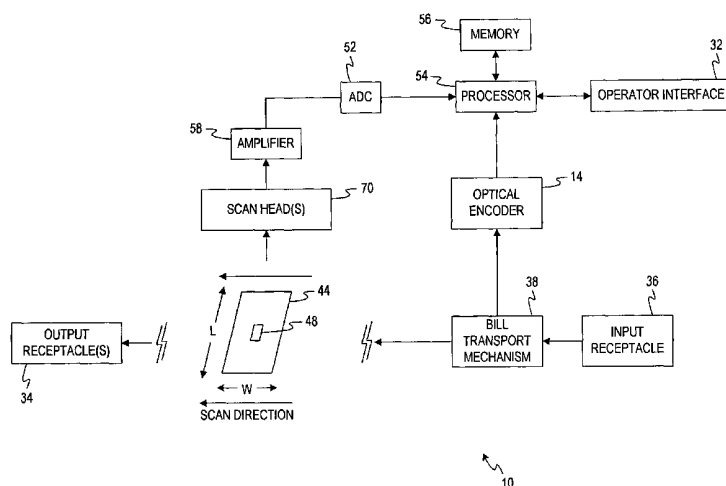 56
MEMORY
52
54
32
ADC
PROCESSOR
OPERATOR INTERFACE
58
AMPLIFIER
70
14
SCAN HEAD(S)
OPTICAL
ENCODER
44
38
36
L
48
OUTPUT
RECEPTACLE(S)
BILL
TRANSPORT
MECHANISM
INPUT
RECEPTACLE
34
W
SCAN DIRECTION
10